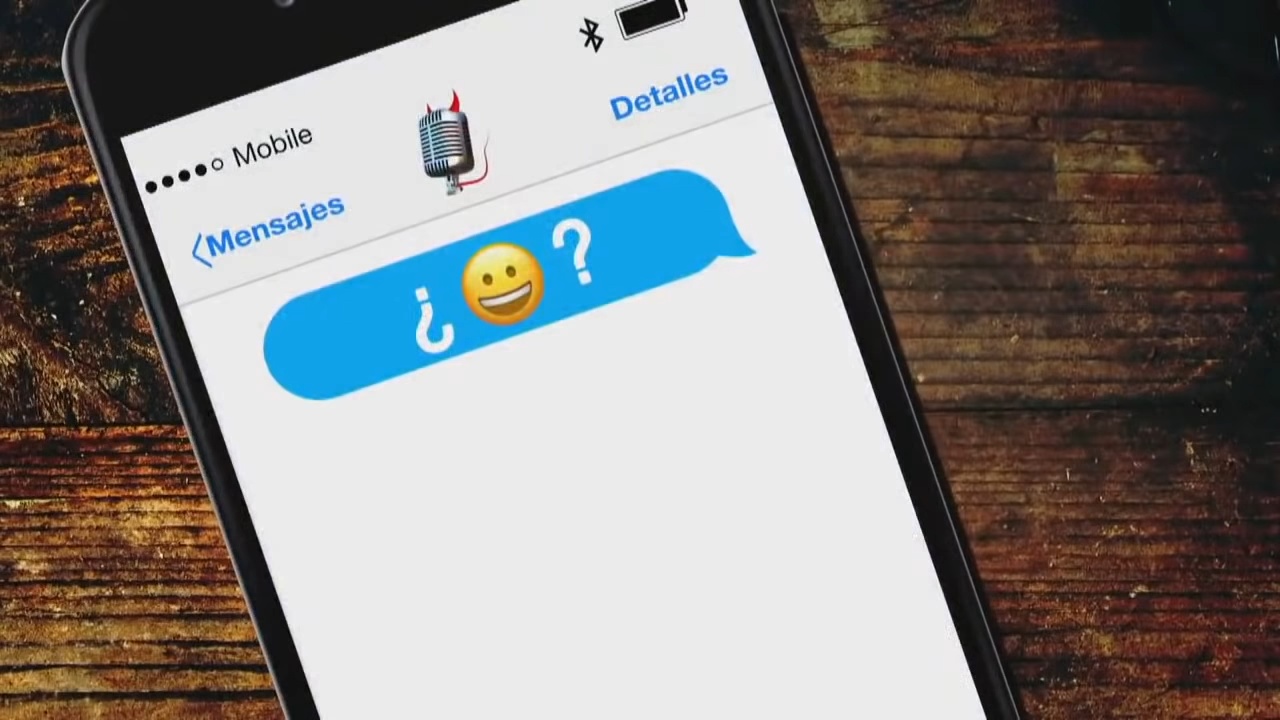 ●●●●○ Mobile
Mensajes
Detalles
¿😀?